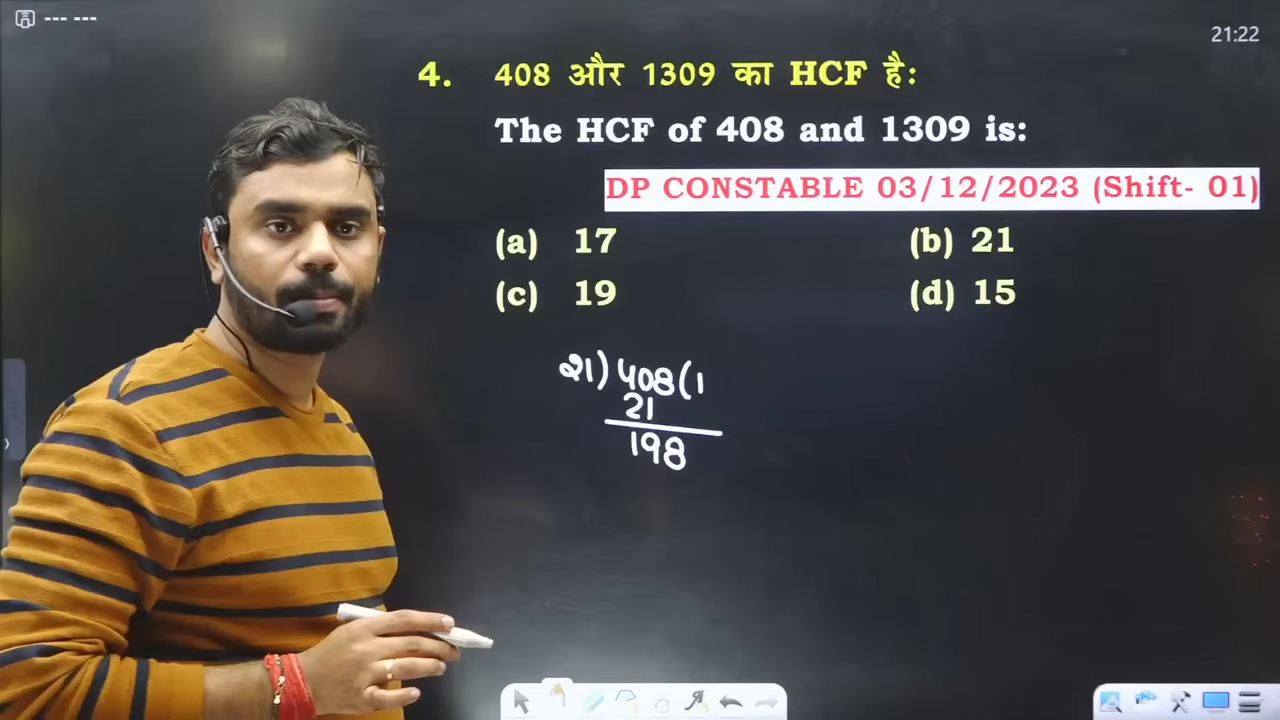 21:22
4. 408 और 1309 का HCF है:
The HCF of 408 and 1309 is:
DP CONSTABLE 03/12/2023 (Shift- 01)
(a) 17 (b) 21
(c) 19 (d) 15
21)408(1
21
198